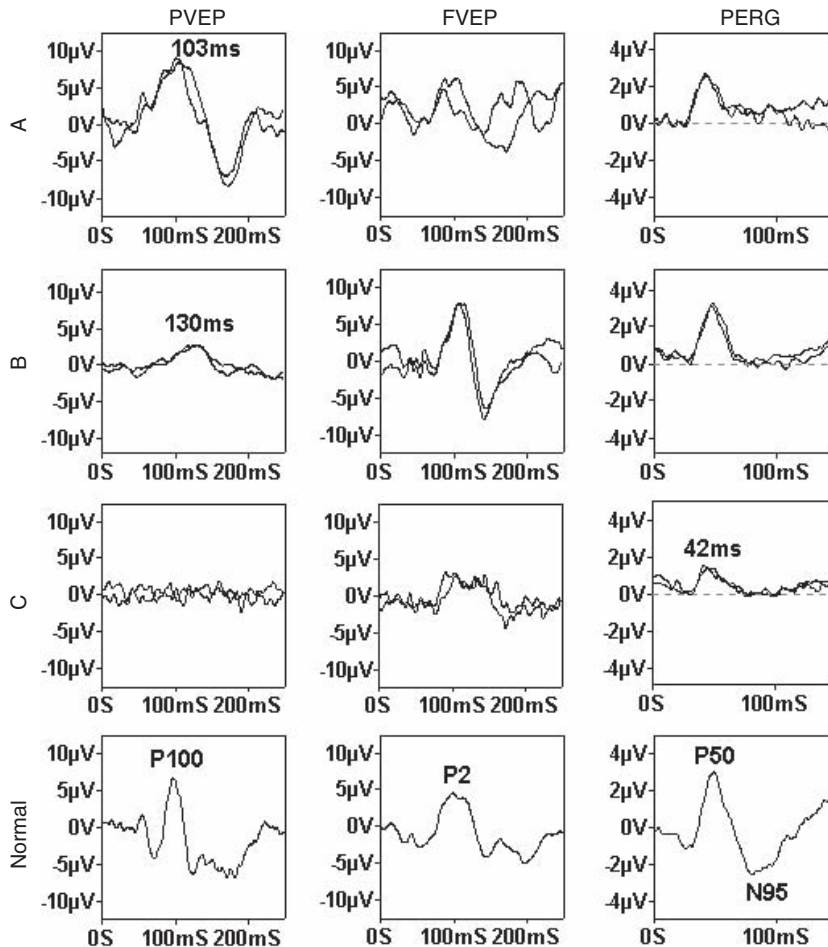 PVEP FVEP PERG
A
10µV 10µV 4µV
103ms
5µV 5µV 2µV
0V 0V 0V
-5µV -5µV -2µV
-10µV -10µV -4µV
0S 100mS 200mS 0S 100mS 200mS 0S 100mS
B
10µV 10µV 4µV
130ms
5µV 5µV 2µV
0V 0V 0V
-5µV -5µV -2µV
-10µV -10µV -4µV
0S 100mS 200mS 0S 100mS 200mS 0S 100mS
C
10µV 10µV 4µV
42ms
5µV 5µV 2µV
0V 0V 0V
-5µV -5µV -2µV
-10µV -10µV -4µV
0S 100mS 200mS 0S 100mS 200mS 0S 100mS
Normal
10µV 10µV 4µV
P100 P2 P50
5µV 5µV 2µV
0V 0V 0V
-5µV -5µV -2µV
N95
-10µV -10µV -4µV
0S 100mS 200mS 0S 100mS 200mS 0S 100mS